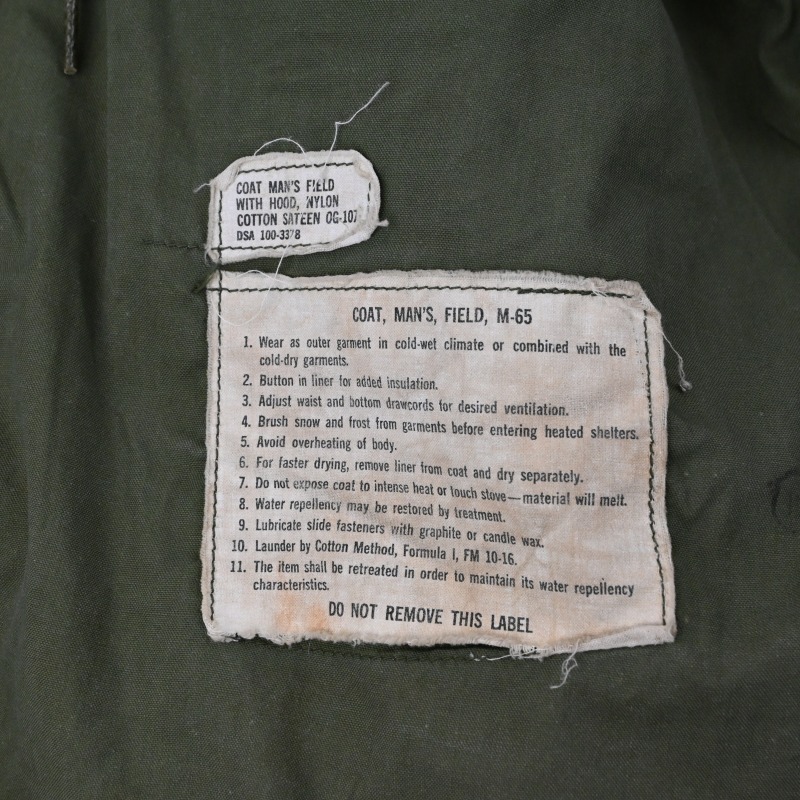 COAT MAN'S FIELD
WITH HOOD, NYLON
COTTON SATEEN OG-107
DSA 100-3378
COAT, MAN'S, FIELD, M-65
1. Wear as outer garment in cold-wet climate or combined with the
cold-dry garments.
2. Button in liner for added insulation.
3. Adjust waist and bottom drawcords for desired ventilation.
4. Brush snow and frost from garments before entering heated shelters.
5. Avoid overheating of body.
6. For faster drying, remove liner from coat and dry separately.
7. Do not expose coat to intense heat or touch stove—material will melt.
8. Water repellency may be restored by treatment.
9. Lubricate slide fasteners with graphite or candle wax.
10. Launder by Cotton Method, Formula I, FM 10-16.
11. The item shall be retreated in order to maintain its water repellency
characteristics.
DO NOT REMOVE THIS LABEL